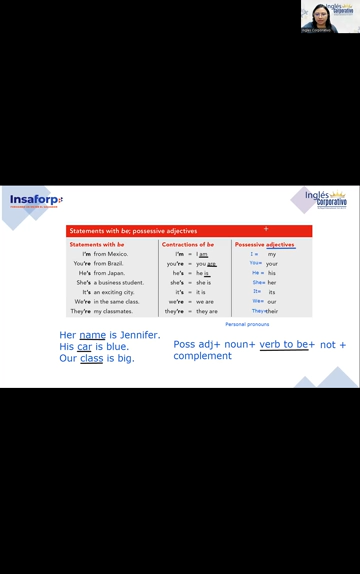 Inglés
Corporativo
Insaforp
Inglés
Corporativo
Statements with be; possessive adjectives
Statements with be Contractions of be Possessive adjectives
I'm from Mexico. I'm = I am I = my
You're from Brazil. you're = you are You= your
He's from Japan. he's = he is He = his
She's a business student. she's = she is She= her
It's an exciting city. it's = it is It= its
We're in the same class. we're = we are We= our
They're my classmates. they're = they are They= their
Personal pronouns
Her name is Jennifer.
His car is blue.
Our class is big.
Poss adj+ noun+ verb to be+ not +
complement